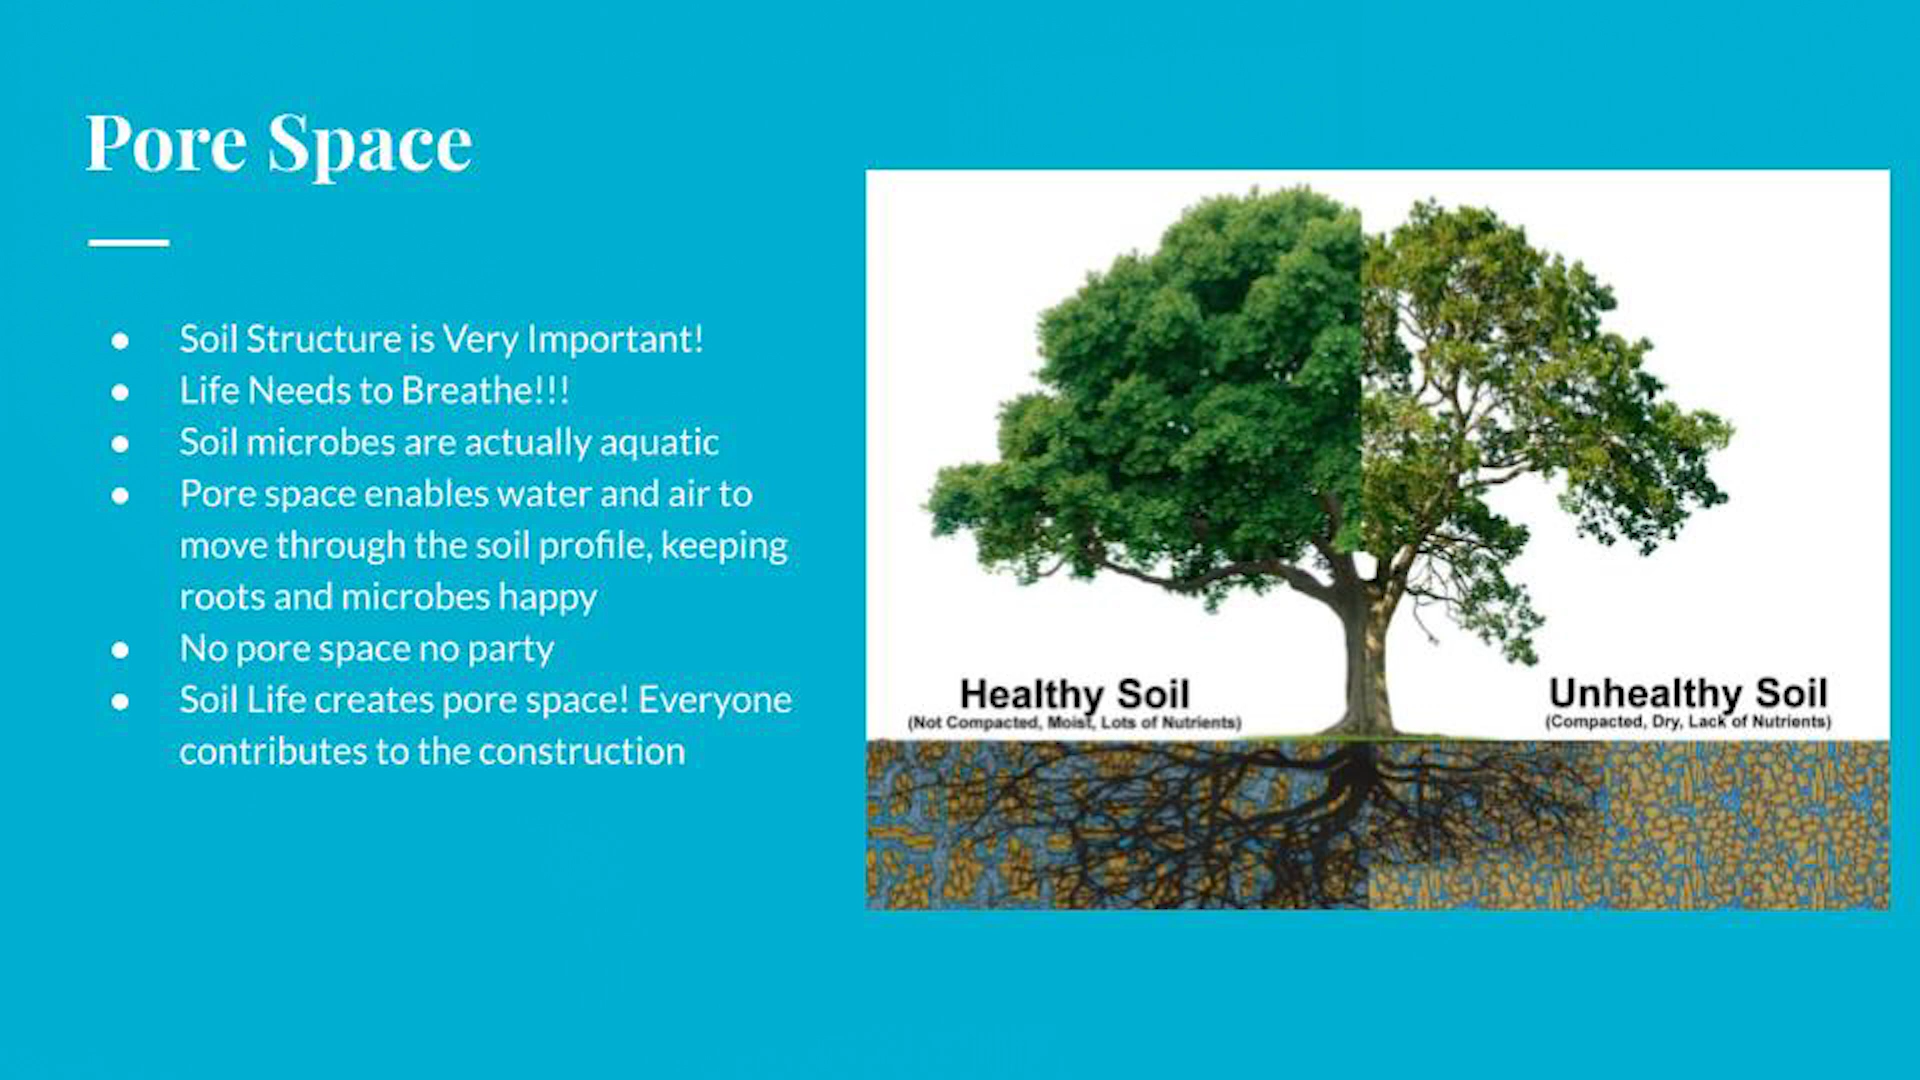 Pore Space
● Soil Structure is Very Important!
● Life Needs to Breathe!!!
● Soil microbes are actually aquatic
● Pore space enables water and air to
move through the soil profile, keeping
roots and microbes happy
● No pore space no party
● Soil Life creates pore space! Everyone
contributes to the construction
Healthy Soil
(Not Compacted, Moist, Lots of Nutrients)
Unhealthy Soil
(Compacted, Dry, Lack of Nutrients)